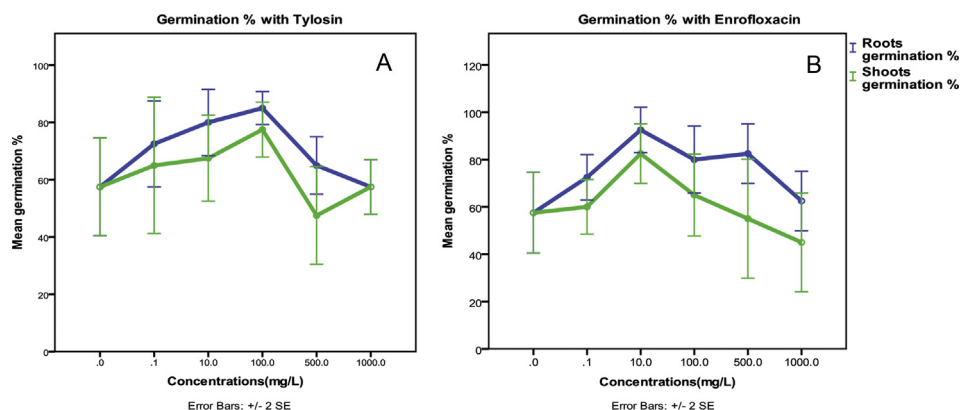 Germination % with Tylosin
A
Mean germination %
100
80
60
40
20
0
.0 .1 10.0 100.0 500.0 1000.0
Concentrations(mg/L)
Error Bars: +/- 2 SE
Germination % with Enrofloxacin
B
Mean germination %
120
100
80
60
40
20
0
.0 .1 10.0 100.0 500.0 1000.0
Concentrations(mg/L)
Error Bars: +/- 2 SE
Roots
germination %
Shoots
germination %